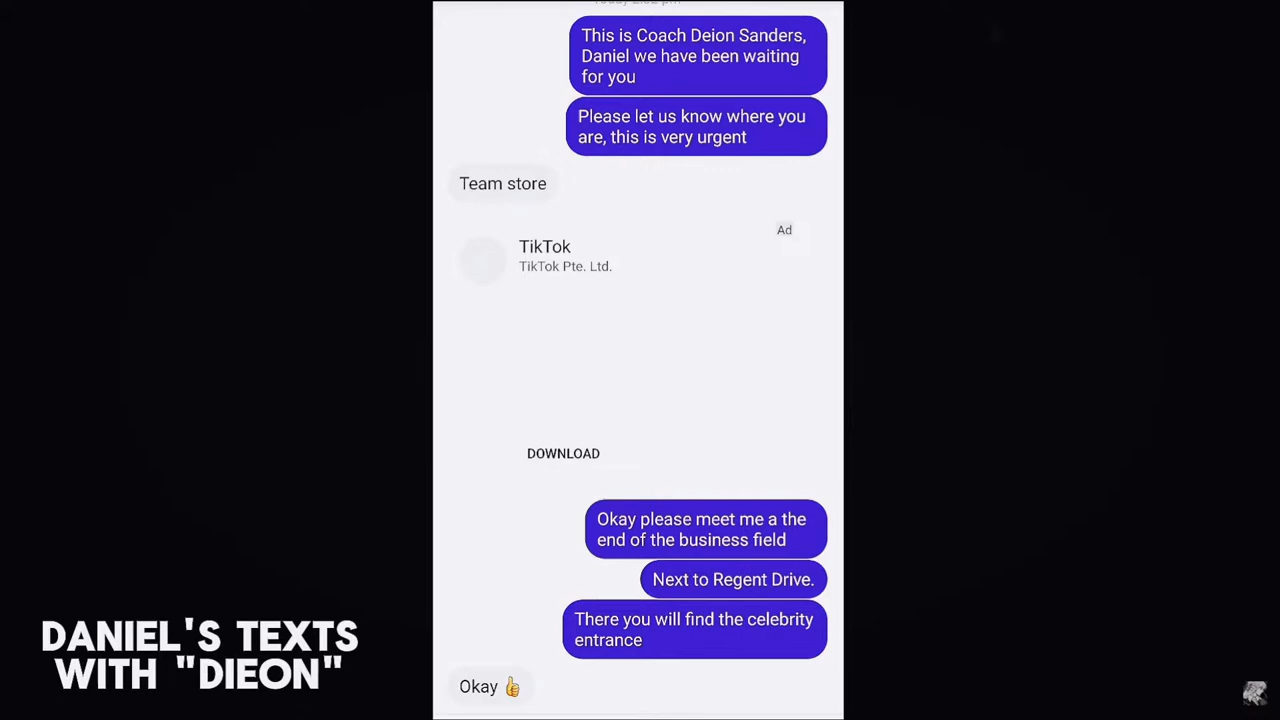 This is Coach Deion Sanders,
Daniel we have been waiting
for you
Please let us know where you
are, this is very urgent
Team store
Ad
TikTok
TikTok Pte. Ltd.
DOWNLOAD
Okay please meet me a the
end of the business field
Next to Regent Drive.
There you will find the celebrity
entrance
Okay 👍
DANIEL'S TEXTS
WITH "DIEON"